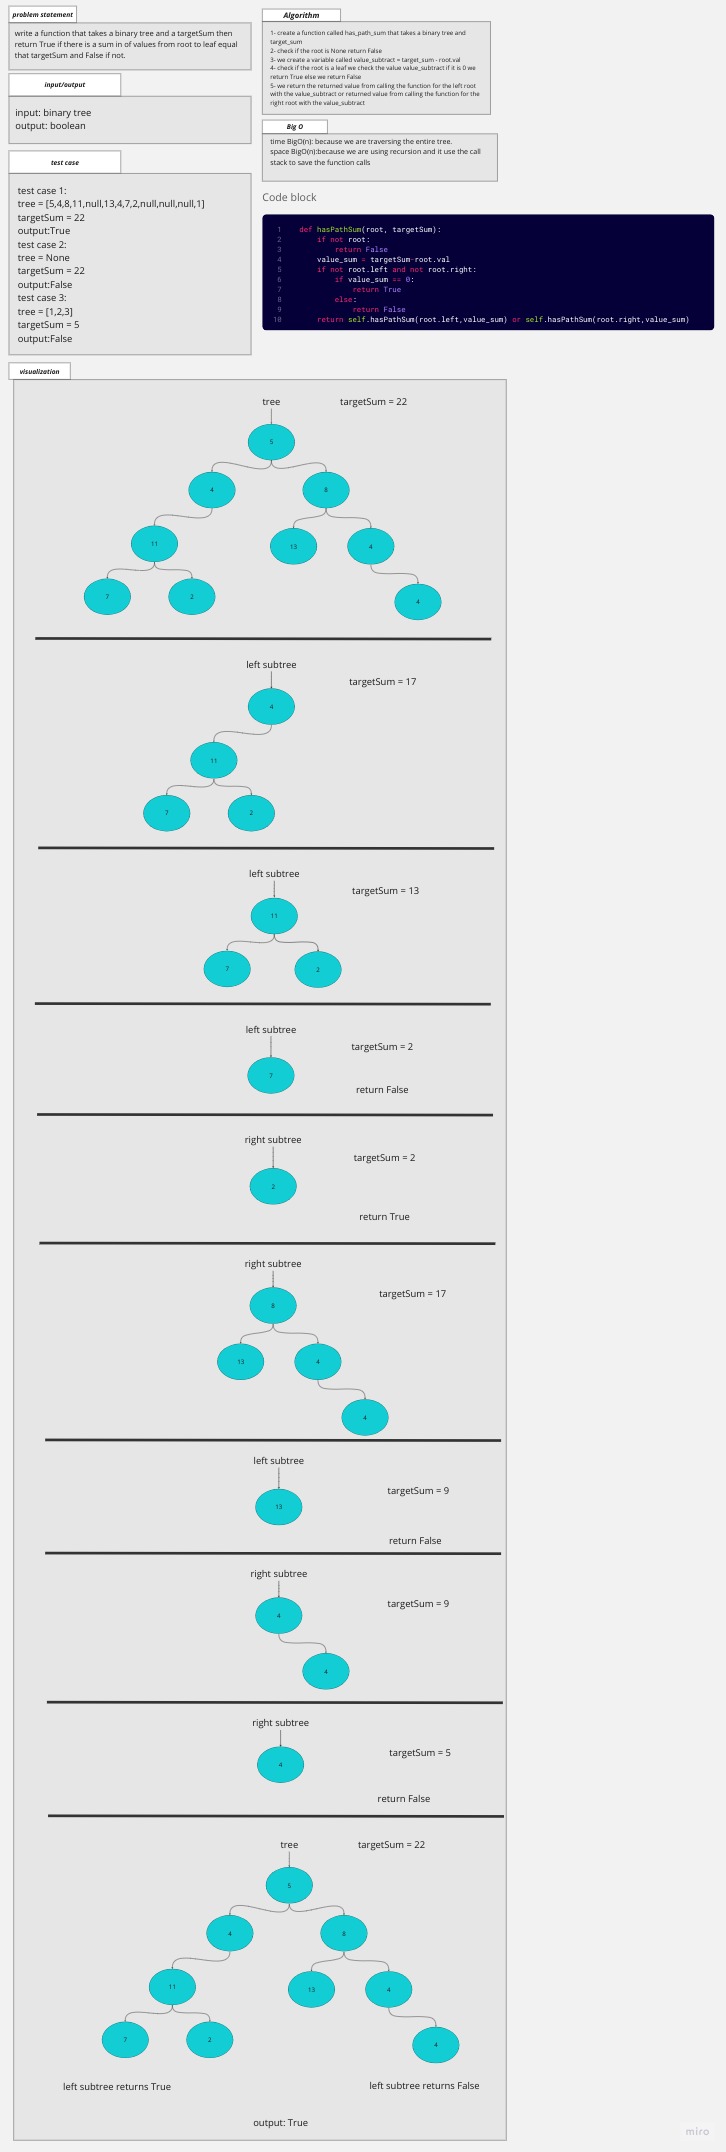 problem statement
write a function that takes a binary tree and a targetSum then
return True if there is a sum in of values from root to leaf equal
that targetSum and False if not.
input/output
input: binary tree
output: boolean
test case
test case 1:
tree = [5,4,8,11,null,13,4,7,2,null,null,null,1]
targetSum = 22
output:True
test case 2:
tree = None
targetSum = 22
output:False
test case 3:
tree = [1,2,3]
targetSum = 5
output:False
Algorithm
1- create a function called has_path_sum that takes a binary tree and
target_sum
2- check if the root is None return False
3- we create a variable called value_subtract = target_sum - root.val
4- check if the root is a leaf we check the value value_subtract if it is 0 we
return True else we return False
5- we return the returned value from calling the function for the left root
with the value_subtract or returned value from calling the function for the
right root with the value_subtract
Big O
time BigO(n): because we are traversing the entire tree.
space BigO(n):because we are using recursion and it use the call
stack to save the function calls
Code block
1 def hasPathSum(root, targetSum):
2 if not root:
3 return False
4 value_sum = targetSum-root.val
5 if not root.left and not root.right:
6 if value_sum == 0:
7 return True
8 else:
9 return False
10 return self.hasPathSum(root.left,value_sum) or self.hasPathSum(root.right,value_sum)
visualization
tree targetSum = 22
5
4 8
11 13 4
7 2 4
left subtree
targetSum = 17
4
11
7 2
left subtree
targetSum = 13
11
7 2
left subtree
targetSum = 2
7
return False
right subtree
targetSum = 2
2
return True
right subtree
targetSum = 17
8
13 4
4
left subtree
targetSum = 9
13
return False
right subtree
targetSum = 9
4
4
right subtree
targetSum = 5
4
return False
tree targetSum = 22
5
4 8
11 13 4
7 2 4
left subtree returns True left subtree returns False
output: True
miro